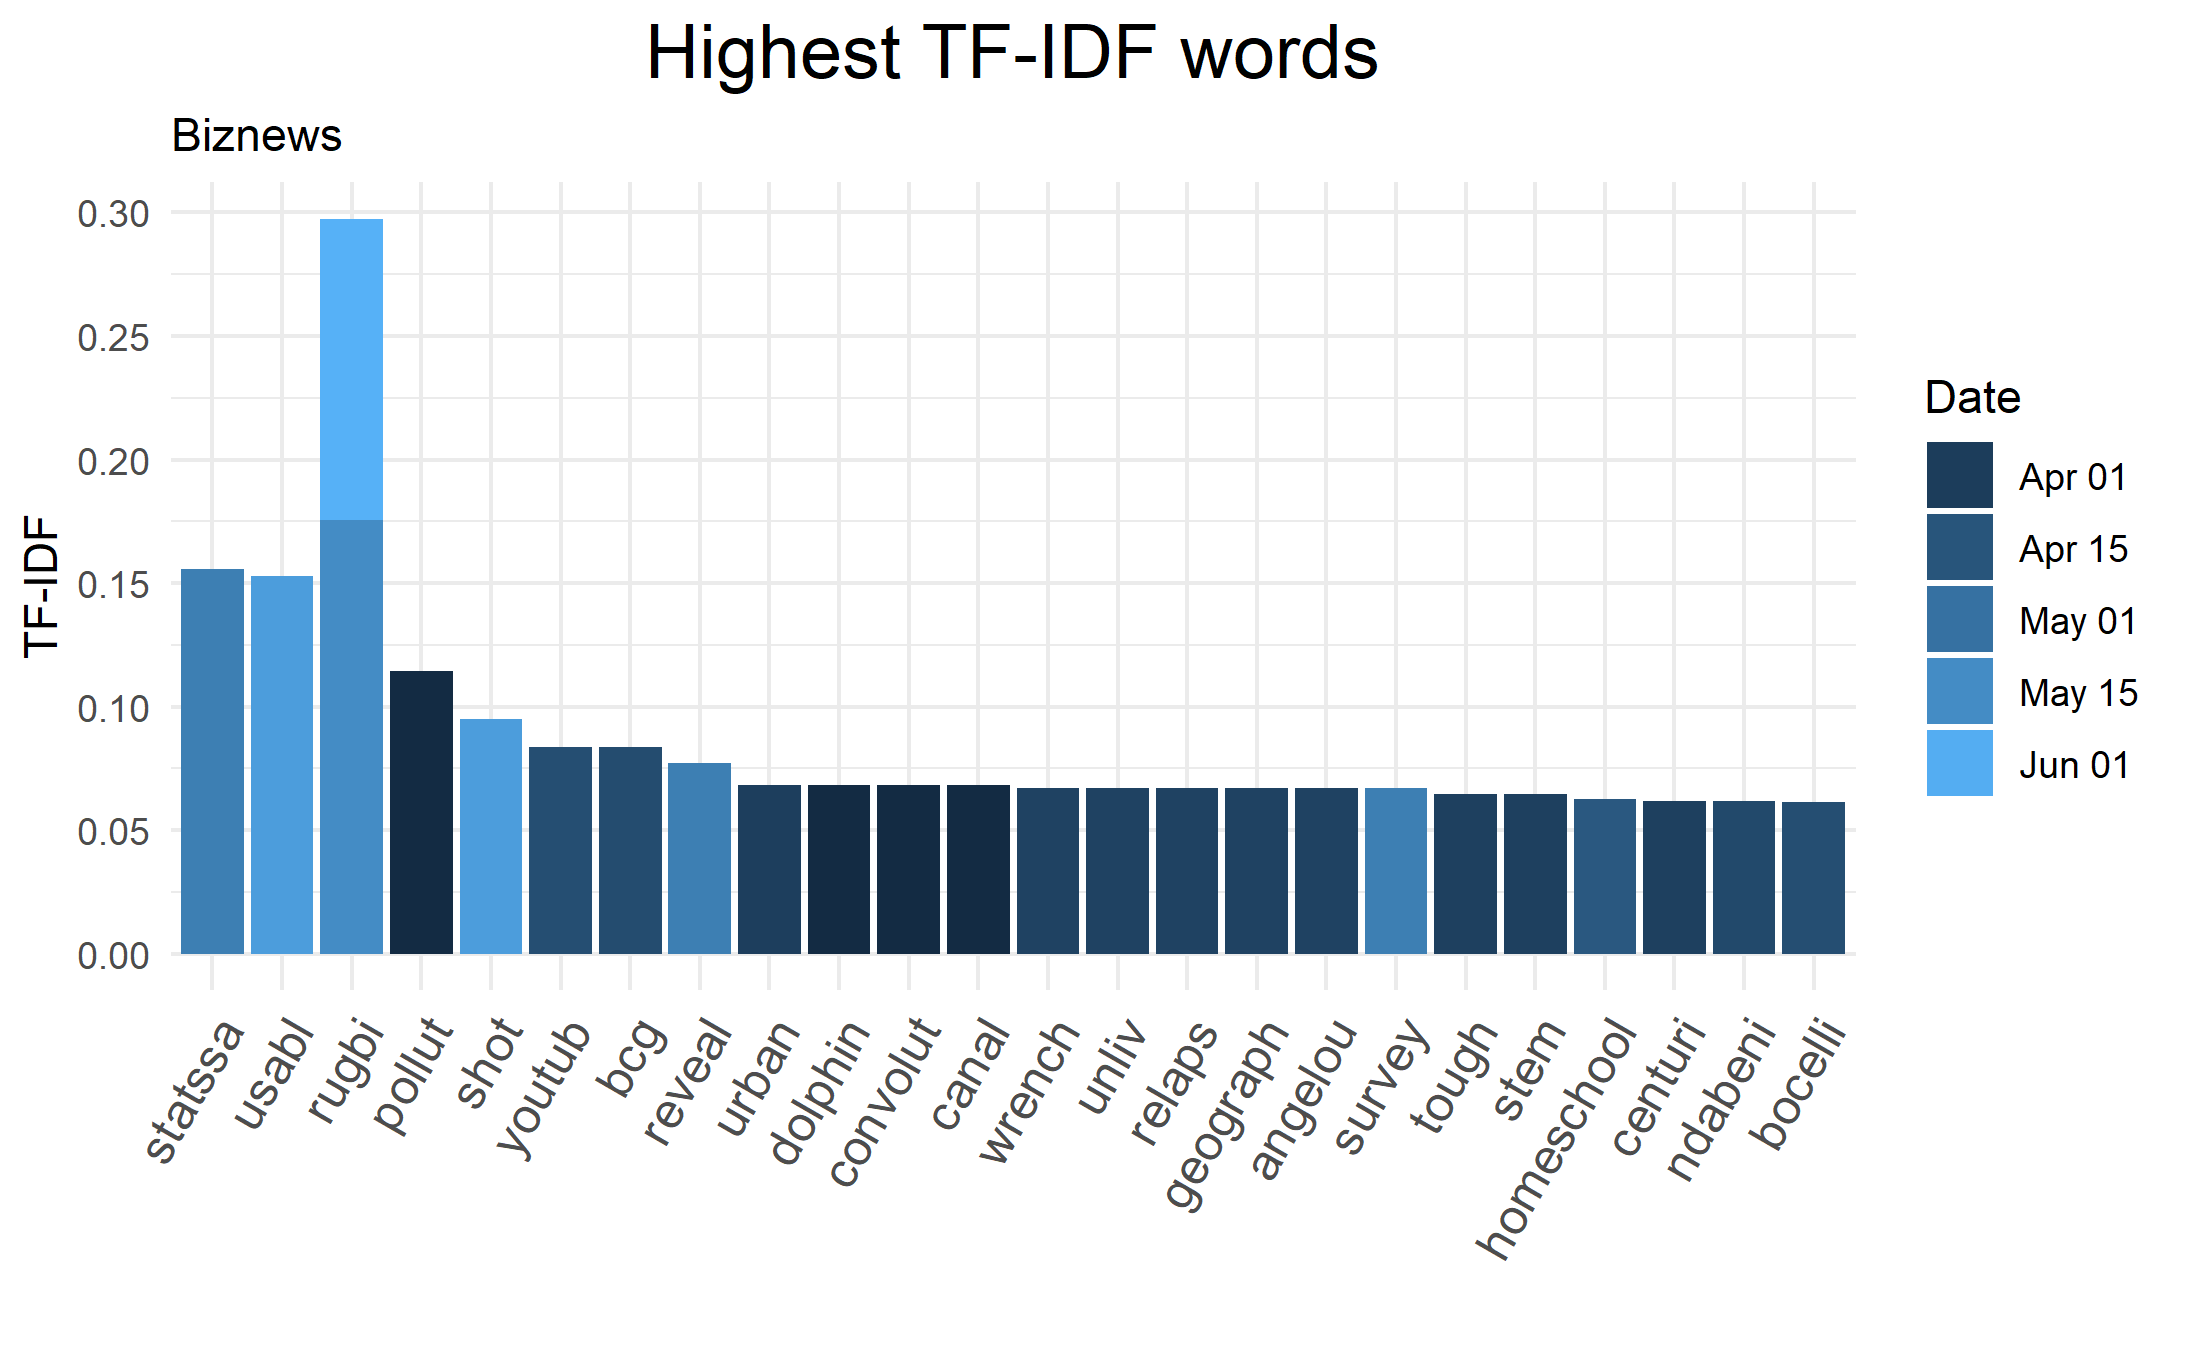 Highest TF-IDF words
Biznews
0.30
0.25
0.20
0.15
0.10
0.05
0.00
TF-IDF
statssa
usabl
rugbi
pollut
shot
youtub
bcg
reveal
urban
dolphin
convolut
canal
wrench
unliv
relaps
geograph
angelou
survey
tough
stem
homeschool
centuri
ndabeni
bocelli
Date
Apr 01
Apr 15
May 01
May 15
Jun 01